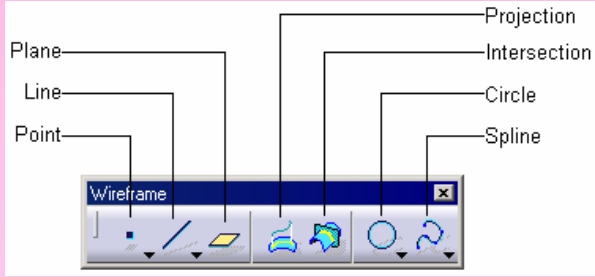 Projection
Plane
Intersection
Line
Circle
Point
Spline
Wireframe